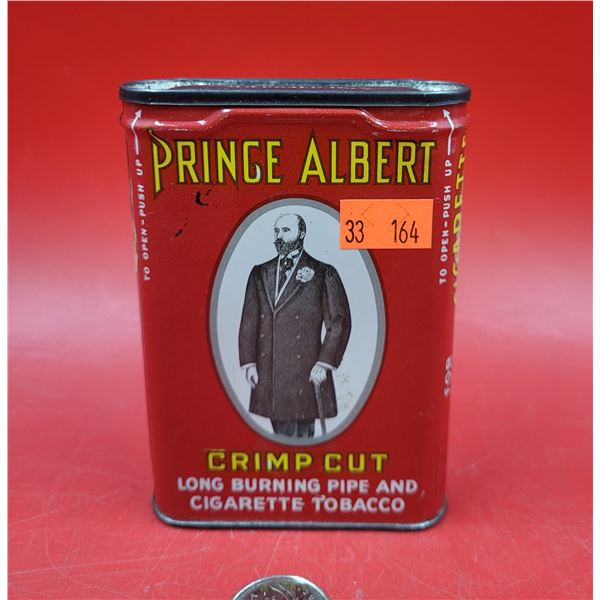 PRINCE ALBERT
33 164
TO OPEN-PUSH UP
TO OPEN-PUSH UP
CRIMP CUT
LONG BURNING PIPE AND
CIGARETTE TOBACCO
FOR